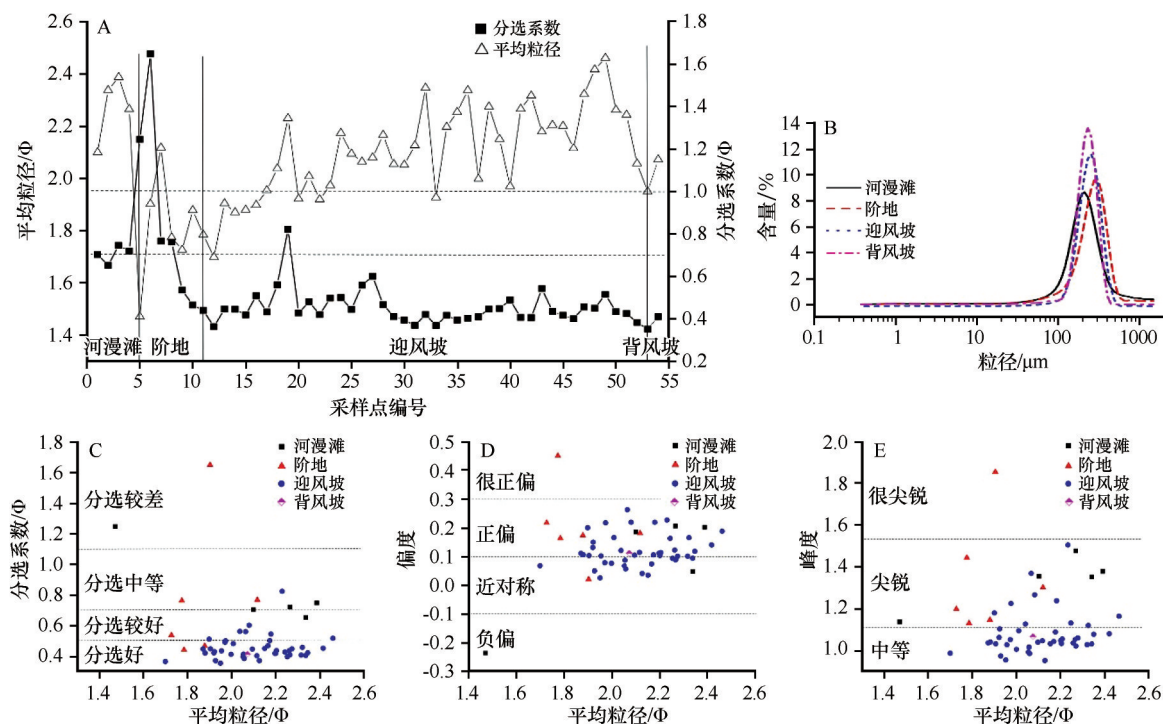 A
分选系数
平均粒径
平均粒径/Φ
2.6
2.4
2.2
2.0
1.8
1.6
1.4
分选系数/Φ
1.8
1.6
1.4
1.2
1.0
0.8
0.6
0.4
0.2
河漫滩 阶地 迎风坡 背风坡
0 5 10 15 20 25 30 35 40 45 50 55
采样点编号
B
河漫滩
阶地
迎风坡
背风坡
含量/%
14
12
10
8
6
4
2
0
0.1 1 10 100 1000
粒径/μm
C
河漫滩
阶地
迎风坡
背风坡
分选较差
分选中等
分选较好
分选好
分选系数/Φ
1.8
1.6
1.4
1.2
1.0
0.8
0.6
0.4
1.4 1.6 1.8 2.0 2.2 2.4 2.6
平均粒径/Φ
D
河漫滩
阶地
迎风坡
背风坡
很正偏
正偏
近对称
负偏
偏度
0.5
0.4
0.3
0.2
0.1
0.0
-0.1
-0.2
-0.3
1.4 1.6 1.8 2.0 2.2 2.4 2.6
平均粒径/Φ
E
河漫滩
阶地
迎风坡
背风坡
很尖锐
尖锐
中等
峰度
2.0
1.8
1.6
1.4
1.2
1.0
1.4 1.6 1.8 2.0 2.2 2.4 2.6
平均粒径/Φ